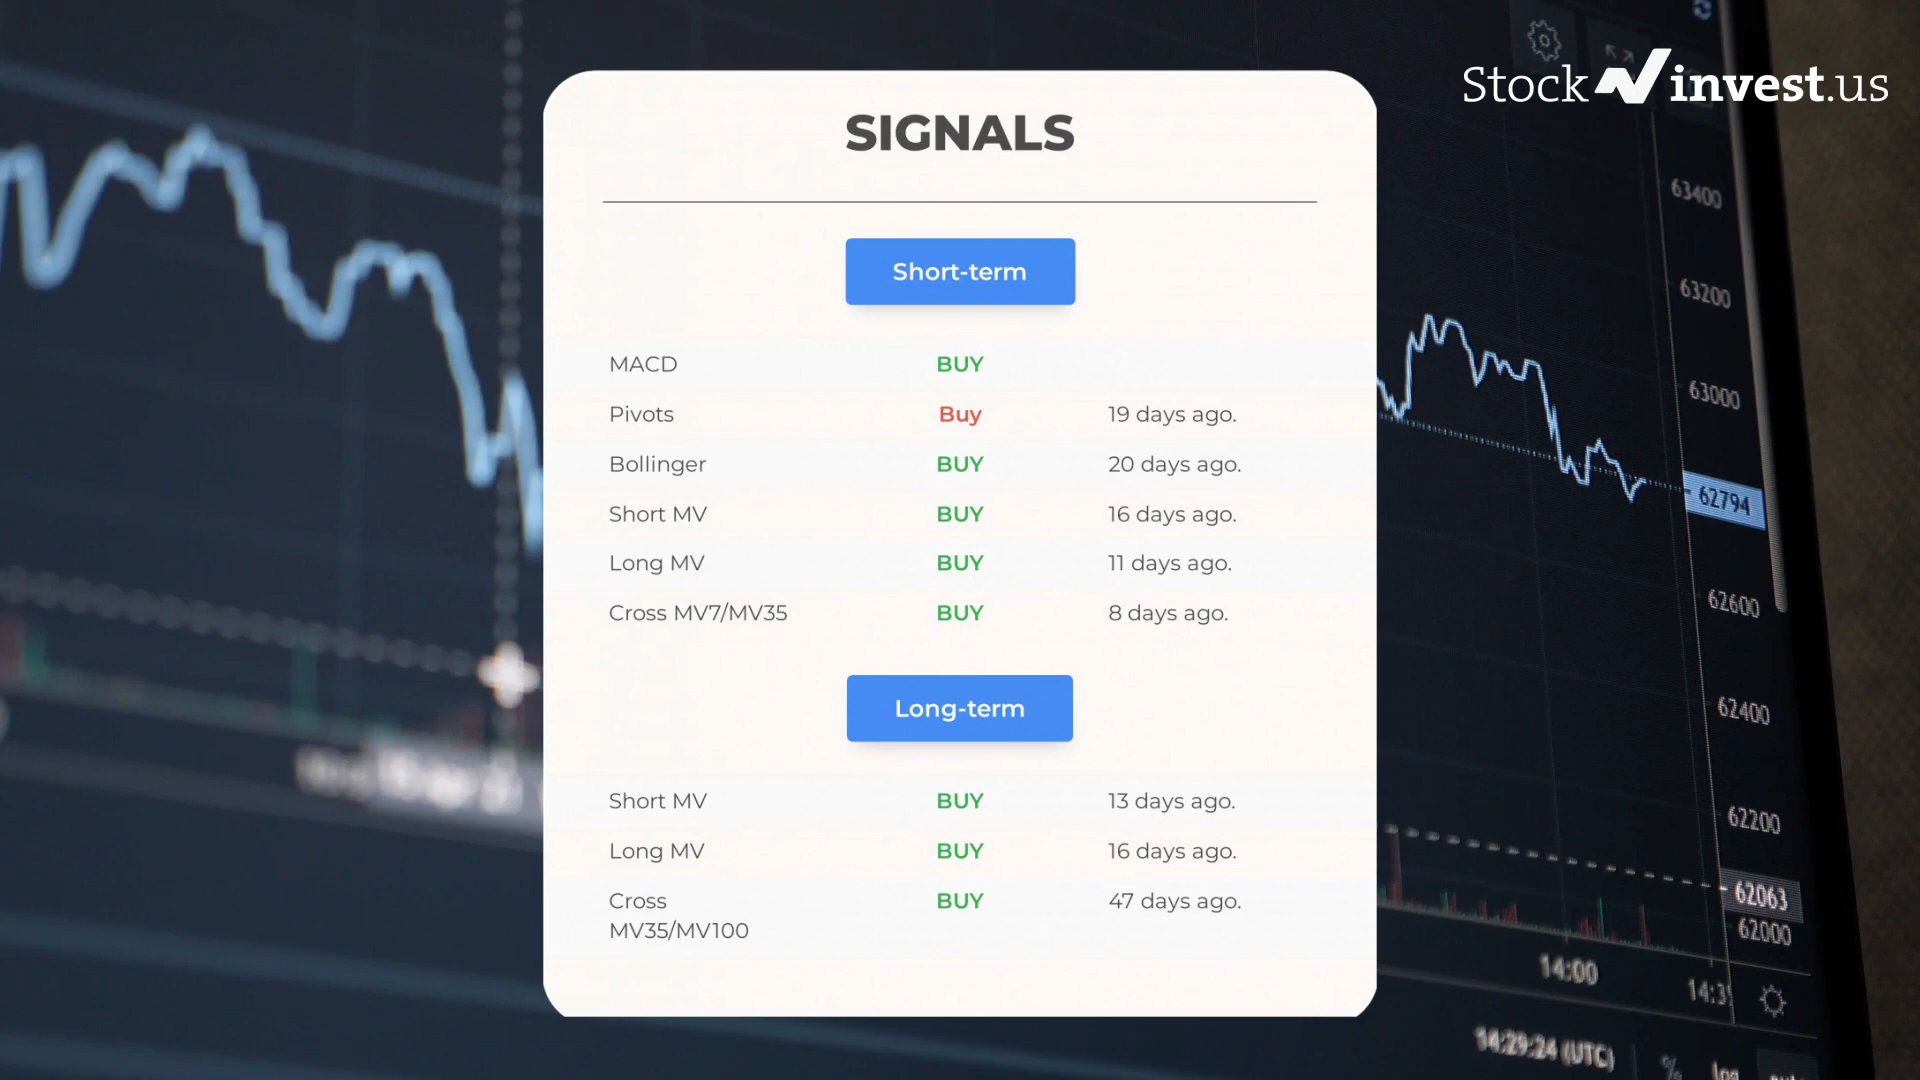 Stock invest.us
SIGNALS
Short-term
MACD BUY
Pivots Buy 19 days ago.
Bollinger BUY 20 days ago.
Short MV BUY 16 days ago.
Long MV BUY 11 days ago.
Cross MV7/MV35 BUY 8 days ago.
Long-term
Short MV BUY 13 days ago.
Long MV BUY 16 days ago.
Cross BUY 47 days ago.
MV35/MV100
63400
63200
63000
62794
62600
62400
62200
62063
62000
14:00
14:29:24 (UTC)
%
log